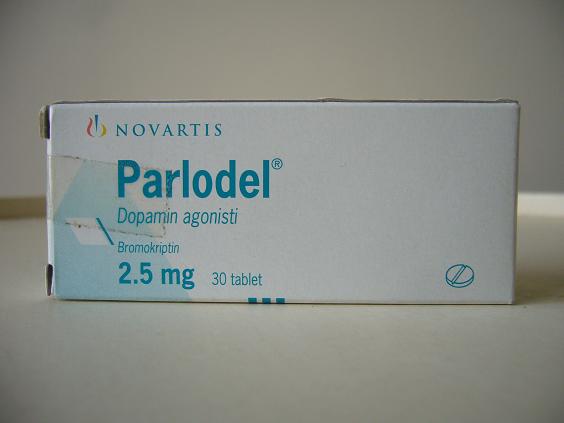 NOVARTIS
Parlodel®
Dopamin agonisti
Bromokriptin
2.5 mg 30 tablet